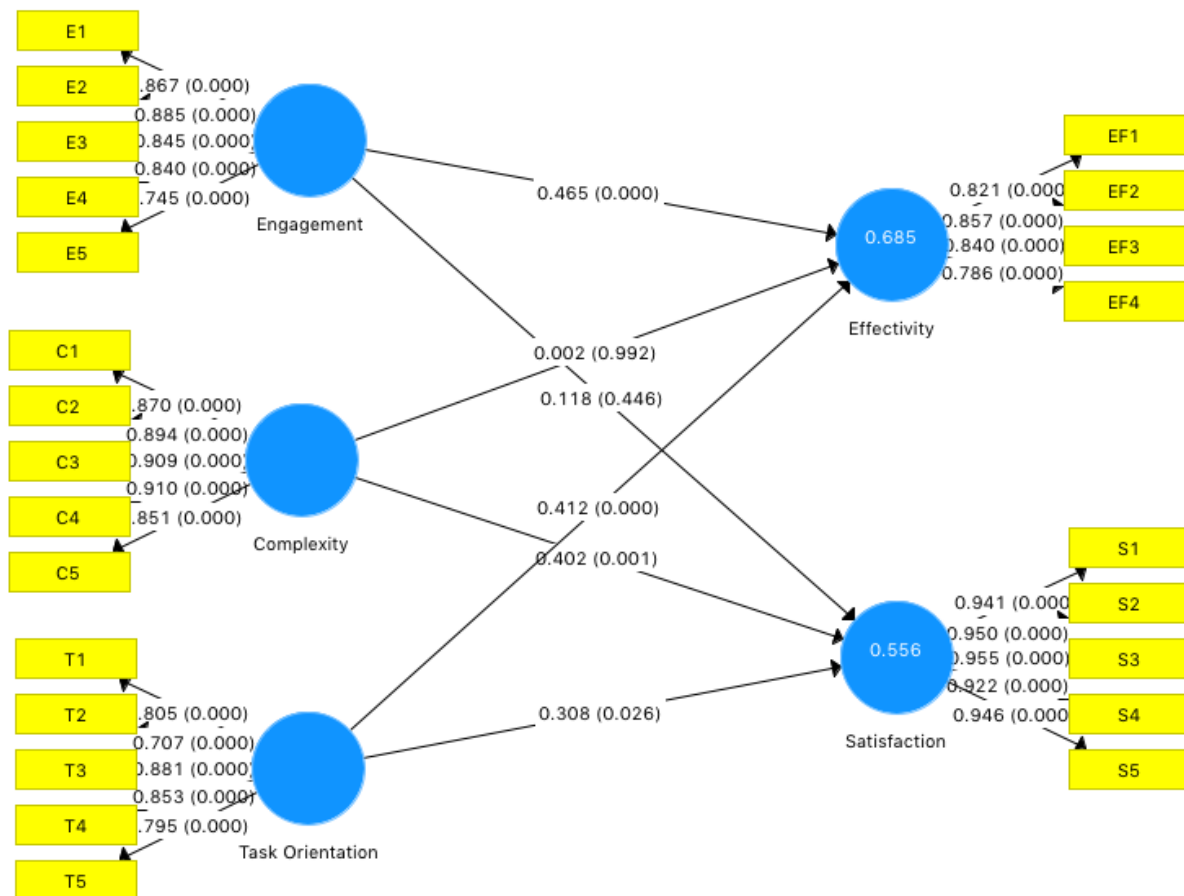 E1
E2
E3
E4
E5
.867 (0.000)
0.885 (0.000)
0.845 (0.000)
0.840 (0.000)
.745 (0.000)
Engagement
C1
C2
C3
C4
C5
.870 (0.000)
0.894 (0.000)
0.909 (0.000)
0.910 (0.000)
.851 (0.000)
Complexity
T1
T2
T3
T4
T5
.805 (0.000)
0.707 (0.000)
0.881 (0.000)
0.853 (0.000)
.795 (0.000)
Task Orientation
0.465 (0.000)
0.002 (0.992)
0.118 (0.446)
0.412 (0.000)
0.402 (0.001)
0.308 (0.026)
0.685
Effectivity
0.821 (0.000
0.857 (0.000)
0.840 (0.000)
0.786 (0.000)
EF1
EF2
EF3
EF4
0.556
Satisfaction
0.941 (0.000
0.950 (0.000)
0.955 (0.000)
0.922 (0.000)
0.946 (0.000
S1
S2
S3
S4
S5